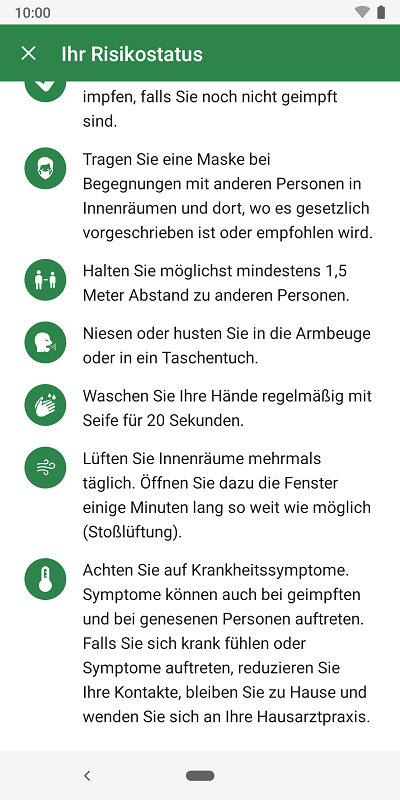 10:00
Ihr Risikostatus
impfen, falls Sie noch nicht geimpft
sind.
Tragen Sie eine Maske bei
Begegnungen mit anderen Personen in
Innenräumen und dort, wo es gesetzlich
vorgeschrieben ist oder empfohlen wird.
Halten Sie möglichst mindestens 1,5
Meter Abstand zu anderen Personen.
Niesen oder husten Sie in die Armbeuge
oder in ein Taschentuch.
Waschen Sie Ihre Hände regelmäßig mit
Seife für 20 Sekunden.
Lüften Sie Innenräume mehrmals
täglich. Öffnen Sie dazu die Fenster
einige Minuten lang so weit wie möglich
(Stoßlüftung).
Achten Sie auf Krankheitssymptome.
Symptome können auch bei geimpften
und bei genesenen Personen auftreten.
Falls Sie sich krank fühlen oder
Symptome auftreten, reduzieren Sie
Ihre Kontakte, bleiben Sie zu Hause und
wenden Sie sich an Ihre Hausarztpraxis.